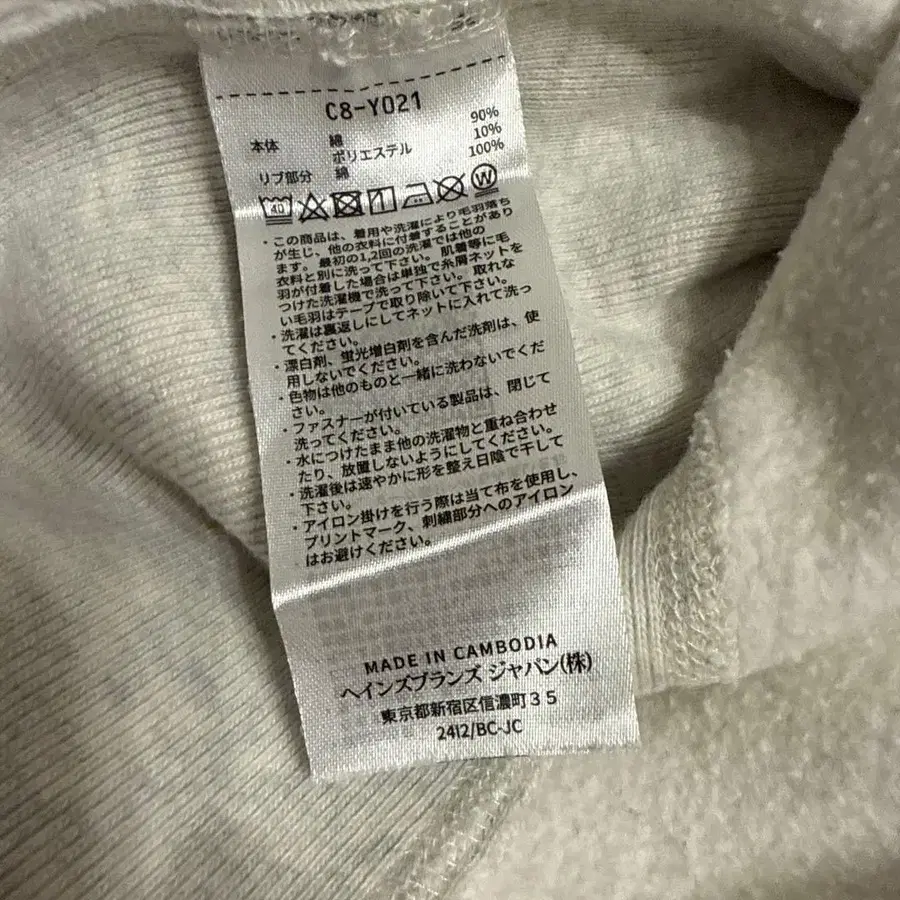 C8-Y021
本体 綿 90%
ポリエステル 10%
リブ部分 綿 100%
40 W
・この商品は、着用や洗濯により毛羽落ち
が生じ、他の衣料に付着することがあり
ます。最初の1,2回の洗濯では他の
衣料と別に洗って下さい。肌着等に毛
羽が付着した場合は単独で糸屑ネットを
つけた洗濯機で洗って下さい。取れな
い毛羽はテープで取り除いて下さい。
・洗濯は裏返しにしてネットに入れて洗っ
てください。
・漂白剤、蛍光増白剤を含んだ洗剤は、使
用しないでください。
・色物は他のものと一緒に洗わないでくだ
さい。
・ファスナーが付いている製品は、閉じて
洗ってください。
・水につけたまま他の洗濯物と重ね合わせ
たり、放置しないようにしてください。
・洗濯後は速やかに形を整え日陰で干して
下さい。
・アイロン掛けを行う際は当て布を使用し、
プリントマーク、刺繍部分へのアイロン
はお避けください。
MADE IN CAMBODIA
ヘインズブランズ ジャパン(株)
東京都新宿区信濃町35
2412/BC-JC